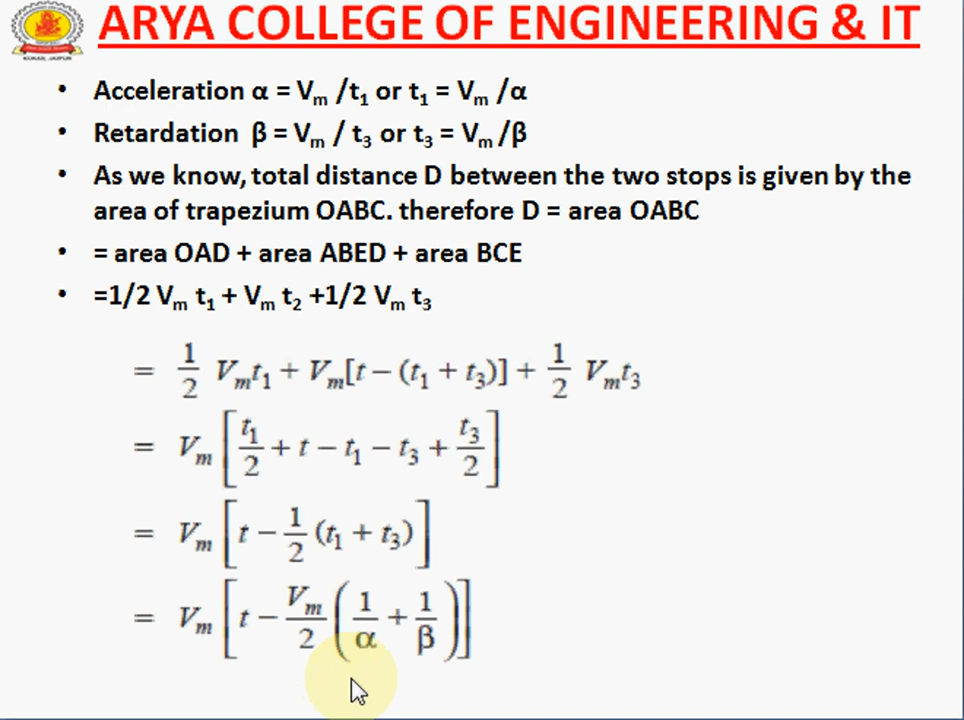 ARYA COLLEGE OF ENGINEERING & IT
• Acceleration α = Vₘ /t₁ or t₁ = Vₘ /α
• Retardation β = Vₘ / t₃ or t₃ = Vₘ /β
• As we know, total distance D between the two stops is given by the
area of trapezium OABC. therefore D = area OABC
• = area OAD + area ABED + area BCE
• =1/2 Vₘ t₁ + Vₘ t₂ +1/2 Vₘ t₃
= 1/2 Vₘt₁ + Vₘ[t − (t₁ + t₃)] + 1/2 Vₘt₃
= Vₘ [t₁/2 + t − t₁ − t₃ + t₃/2]
= Vₘ [t − 1/2 (t₁ + t₃)]
= Vₘ [t − Vₘ/2 (1/α + 1/β)]